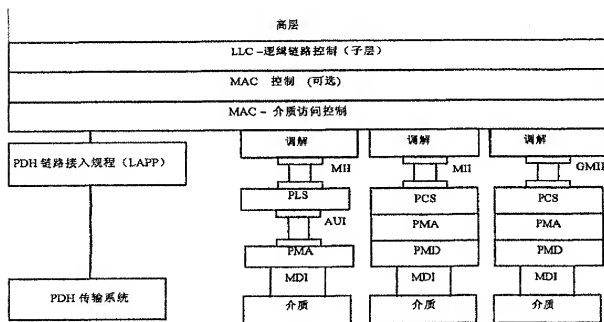 高层
LLC –逻辑链路控制（子层）
MAC 控制（可选）
MAC – 介质访问控制
调解 调解 调解
PDH 链路接入规程（LAPP）
MII MII GMII
PLS PCS PCS
AUI PMA PMA
PMA PMD PMD
MDI MDI MDI
PDH 传输系统
介质 介质 介质